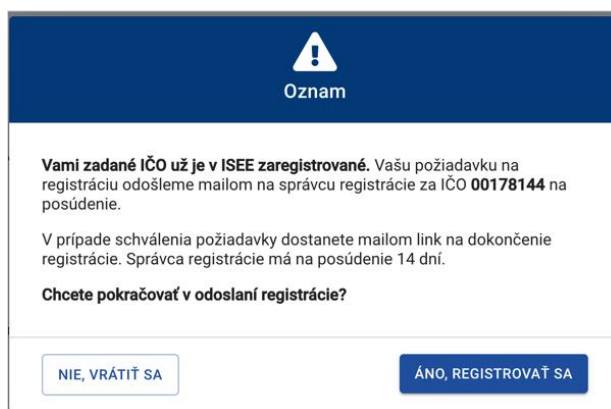 Oznam
Vami zadané IČO už je v ISEE zaregistrované. Vašu požiadavku na
registráciu odošleme mailom na správcu registrácie za IČO 00178144 na
posúdenie.
V prípade schválenia požiadavky dostanete mailom link na dokončenie
registrácie. Správca registrácie má na posúdenie 14 dní.
Chcete pokračovať v odoslaní registrácie?
NIE, VRÁTIŤ SA
ÁNO, REGISTROVAŤ SA